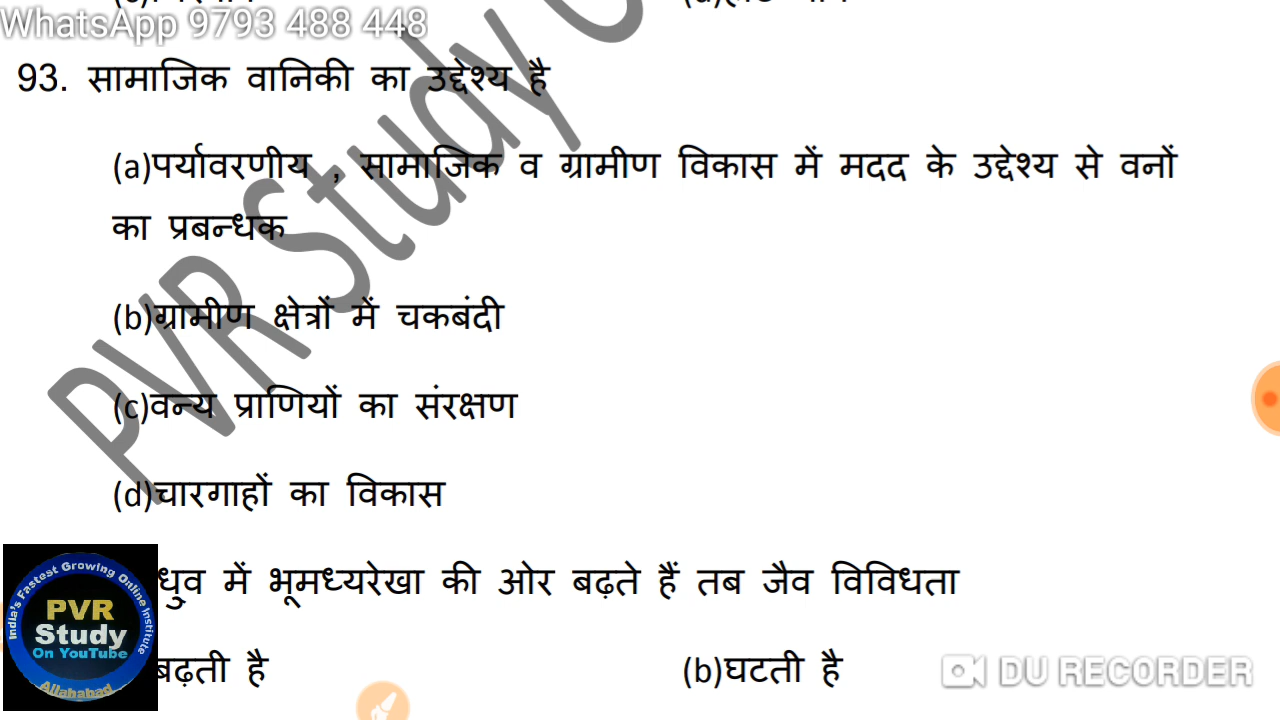 WhatsApp 9793 488 448
93. सामाजिक वानिकी का उद्देश्य है
(a)पर्यावरणीय , सामाजिक व ग्रामीण विकास में मदद के उद्देश्य से वनों
का प्रबन्धक
(b)ग्रामीण क्षेत्रों में चकबंदी
(c)वन्य प्राणियों का संरक्षण
(d)चारगाहों का विकास
ध्रुव में भूमध्यरेखा की ओर बढ़ते हैं तब जैव विविधता
बढ़ती है (b)घटती है
PVR Study
India's Fastest Growing Online Institute
PVR
Study
On YouTube
Allahabad
DU RECORDER